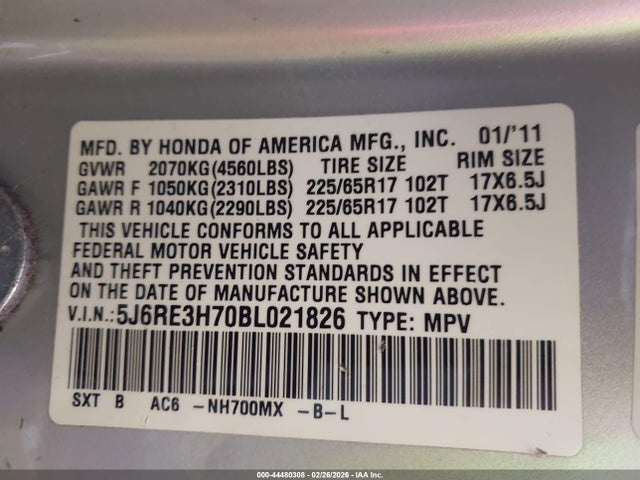 MFD. BY HONDA OF AMERICA MFG., INC. 01/'11
GVWR 2070KG(4560LBS) TIRE SIZE RIM SIZE
GAWR F 1050KG(2310LBS) 225/65R17 102T 17X6.5J
GAWR R 1040KG(2290LBS) 225/65R17 102T 17X6.5J
THIS VEHICLE CONFORMS TO ALL APPLICABLE
FEDERAL MOTOR VEHICLE SAFETY
AND THEFT PREVENTION STANDARDS IN EFFECT
ON THE DATE OF MANUFACTURE SHOWN ABOVE.
V.I.N.: 5J6RE3H70BL021826 TYPE: MPV
SXT B AC6 -NH700MX -B-L
000-44480308 - 02/26/2026 - IAA Inc.